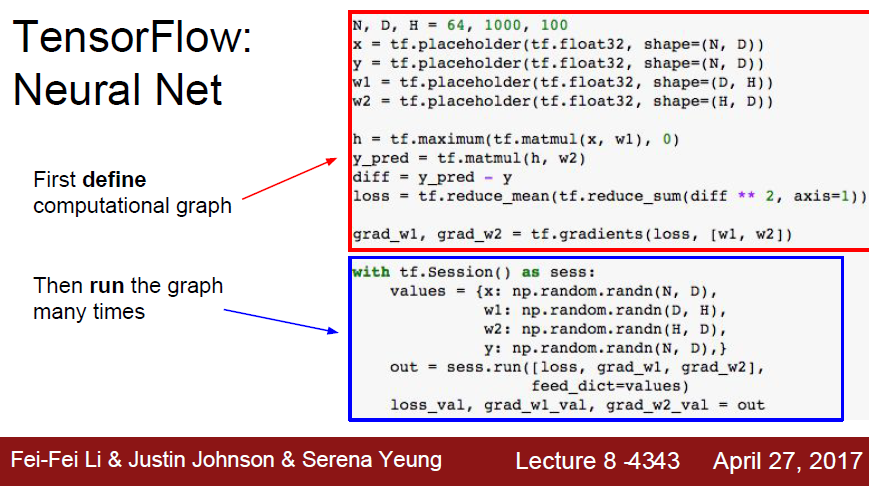 TensorFlow:
Neural Net
First define
computational graph
Then run the graph
many times
N, D, H = 64, 1000, 100
x = tf.placeholder(tf.float32, shape=(N, D))
y = tf.placeholder(tf.float32, shape=(N, D))
w1 = tf.placeholder(tf.float32, shape=(D, H))
w2 = tf.placeholder(tf.float32, shape=(H, D))
h = tf.maximum(tf.matmul(x, w1), 0)
y_pred = tf.matmul(h, w2)
diff = y_pred - y
loss = tf.reduce_mean(tf.reduce_sum(diff ** 2, axis=1))
grad_w1, grad_w2 = tf.gradients(loss, [w1, w2])
with tf.Session() as sess:
    values = {x: np.random.randn(N, D),
              w1: np.random.randn(D, H),
              w2: np.random.randn(H, D),
              y: np.random.randn(N, D),}
    out = sess.run([loss, grad_w1, grad_w2],
                   feed_dict=values)
    loss_val, grad_w1_val, grad_w2_val = out
Fei-Fei Li & Justin Johnson & Serena Yeung Lecture 8 -4343 April 27, 2017